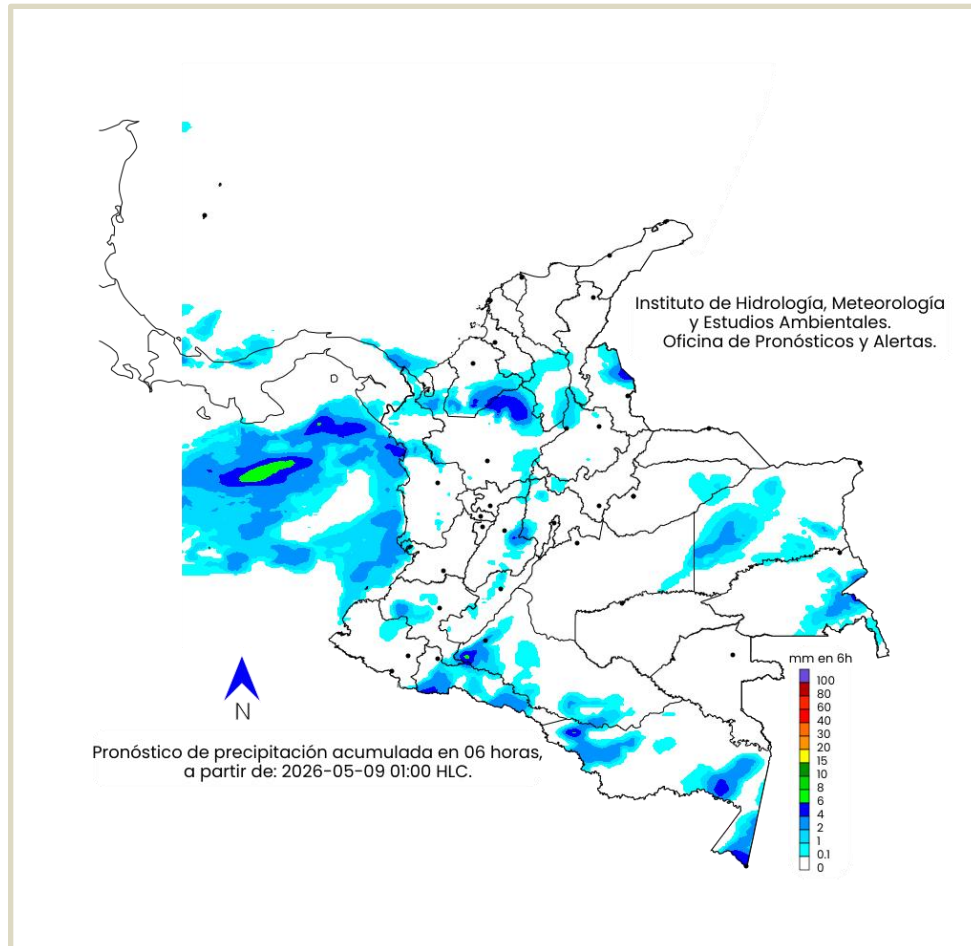 Instituto de Hidrología, Meteorología
y Estudios Ambientales.
Oficina de Pronósticos y Alertas.
N
Pronóstico de precipitación acumulada en 06 horas,
a partir de: 2026-05-09 01:00 HLC.
mm en 6h
100
80
60
40
30
20
15
10
8
6
4
2
1
0.1
0